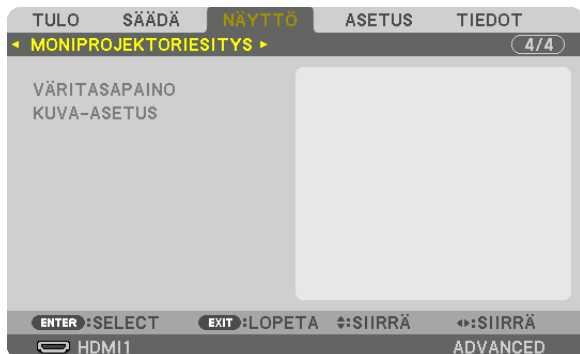 TULO SÄÄDÄ NÄYTTÖ ASETUS TIEDOT
MONIPROJEKTORIESITYS 4/4
VÄRITASAPAINO
KUVA-ASETUS
ENTER:SELECT EXIT:LOPETA :SIIRRÄ :SIIRRÄ
HDMI1 ADVANCED